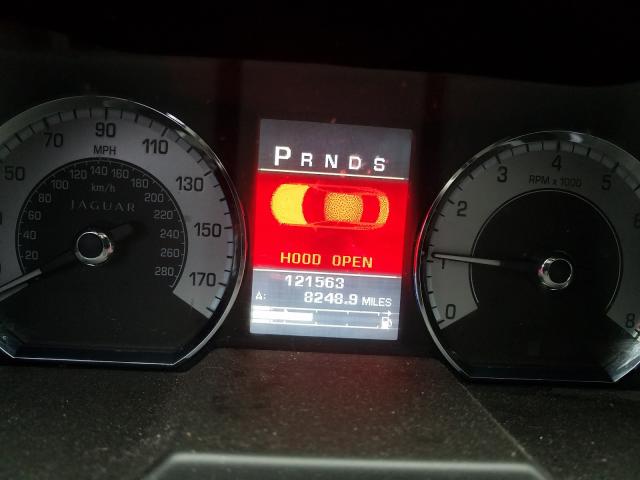 50 70 90 110 130 150 170
MPH
20 40 60 80 100 120 140 160 180 200 220 240 260 280
km/h
JAGUAR
P R N D S
HOOD OPEN
121563
A: 8248.9 MILES
0 1 2 3 4 5 6 8
RPM x 1000